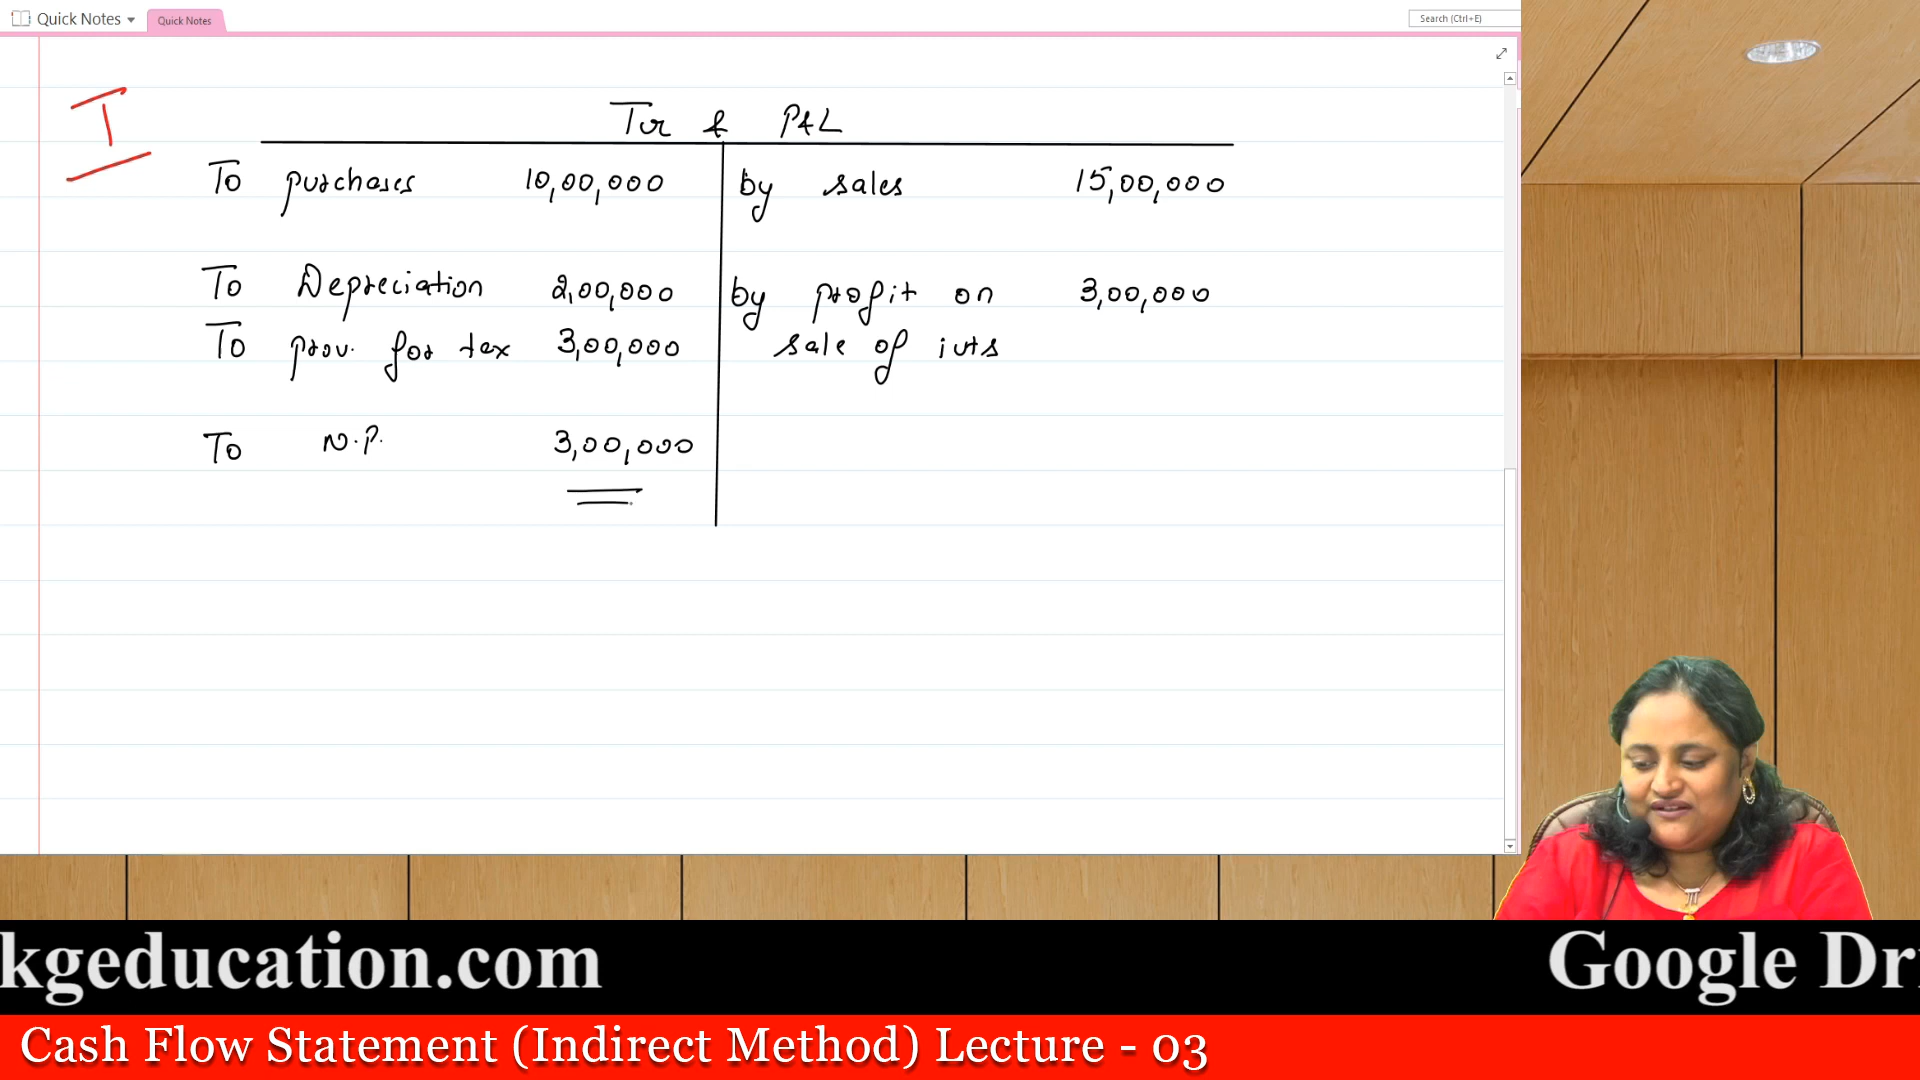 Quick Notes
Quick Notes
Search (Ctrl+E)
I
Tr & P&L
To purchases 10,00,000 by sales 15,00,000
To Depreciation 2,00,000 by profit on 3,00,000
To prov. for tax 3,00,000 sale of ivts
To N.P. 3,00,000
kgeducation.com
Google Dr
Cash Flow Statement (Indirect Method) Lecture - 03